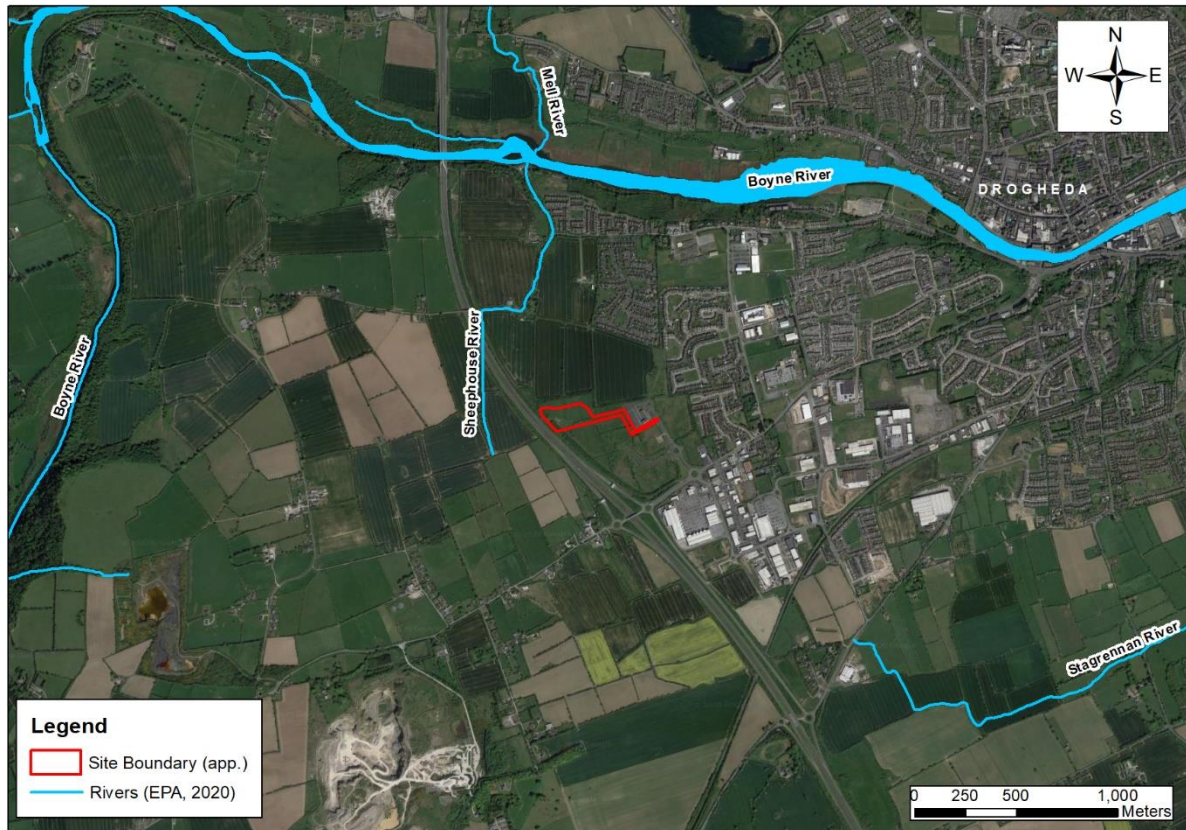 N
W E
S
Mell River
Boyne River
DROGHEDA
Boyne River
Sheephouse River
Stagrennan River
Legend
Site Boundary (app.)
Rivers (EPA, 2020)
0 250 500 1,000
Meters